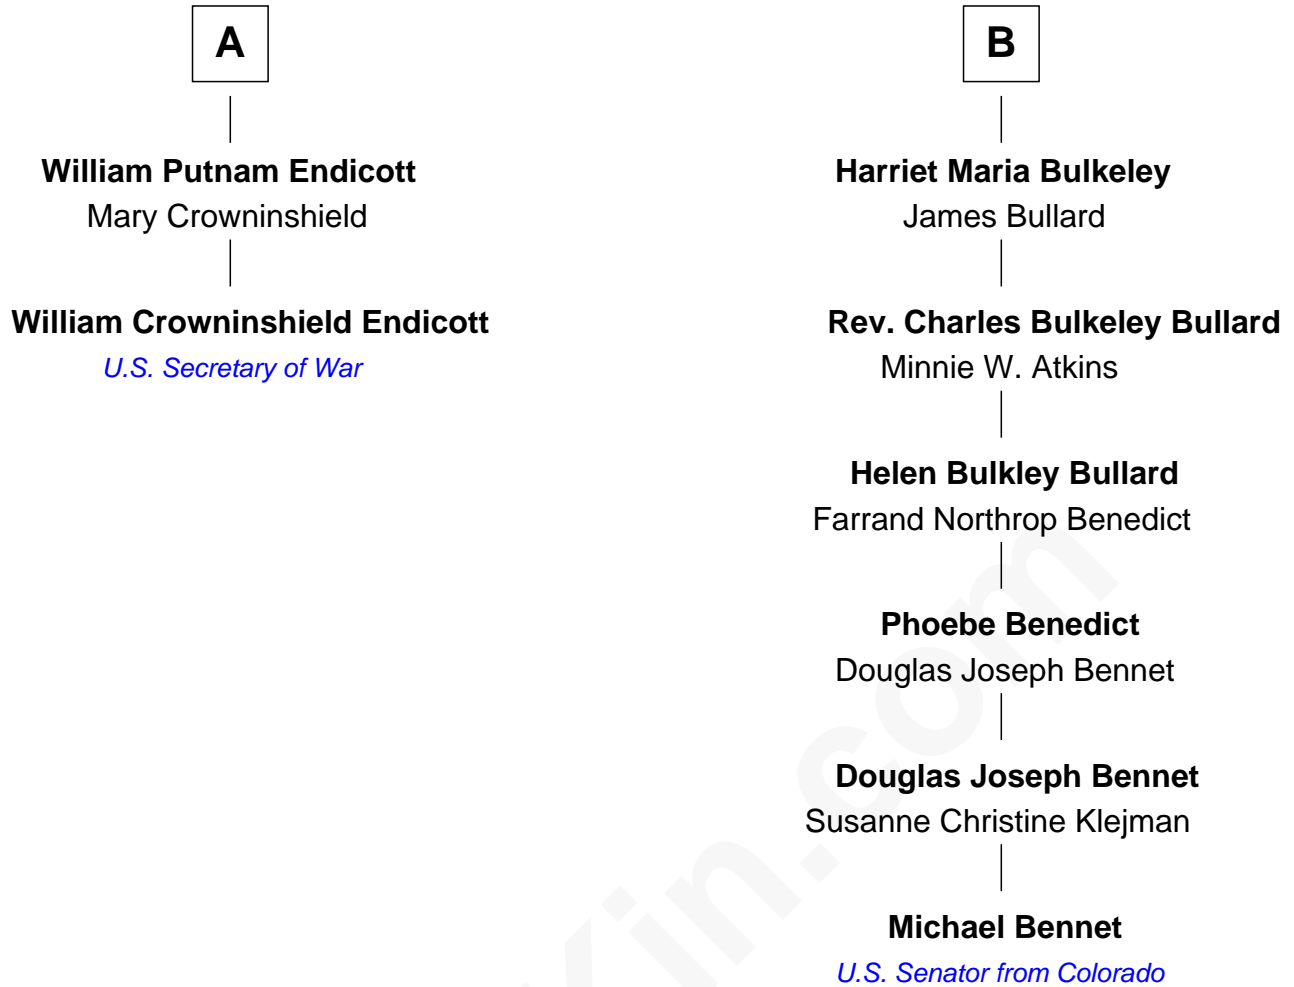 A
William Putnam Endicott
Mary Crowninshield
William Crowninshield Endicott
U.S. Secretary of War
B
Harriet Maria Bulkeley
James Bullard
Rev. Charles Bulkeley Bullard
Minnie W. Atkins
Helen Bulkley Bullard
Farrand Northrop Benedict
Phoebe Benedict
Douglas Joseph Bennet
Douglas Joseph Bennet
Susanne Christine Klejman
Michael Bennet
U.S. Senator from Colorado